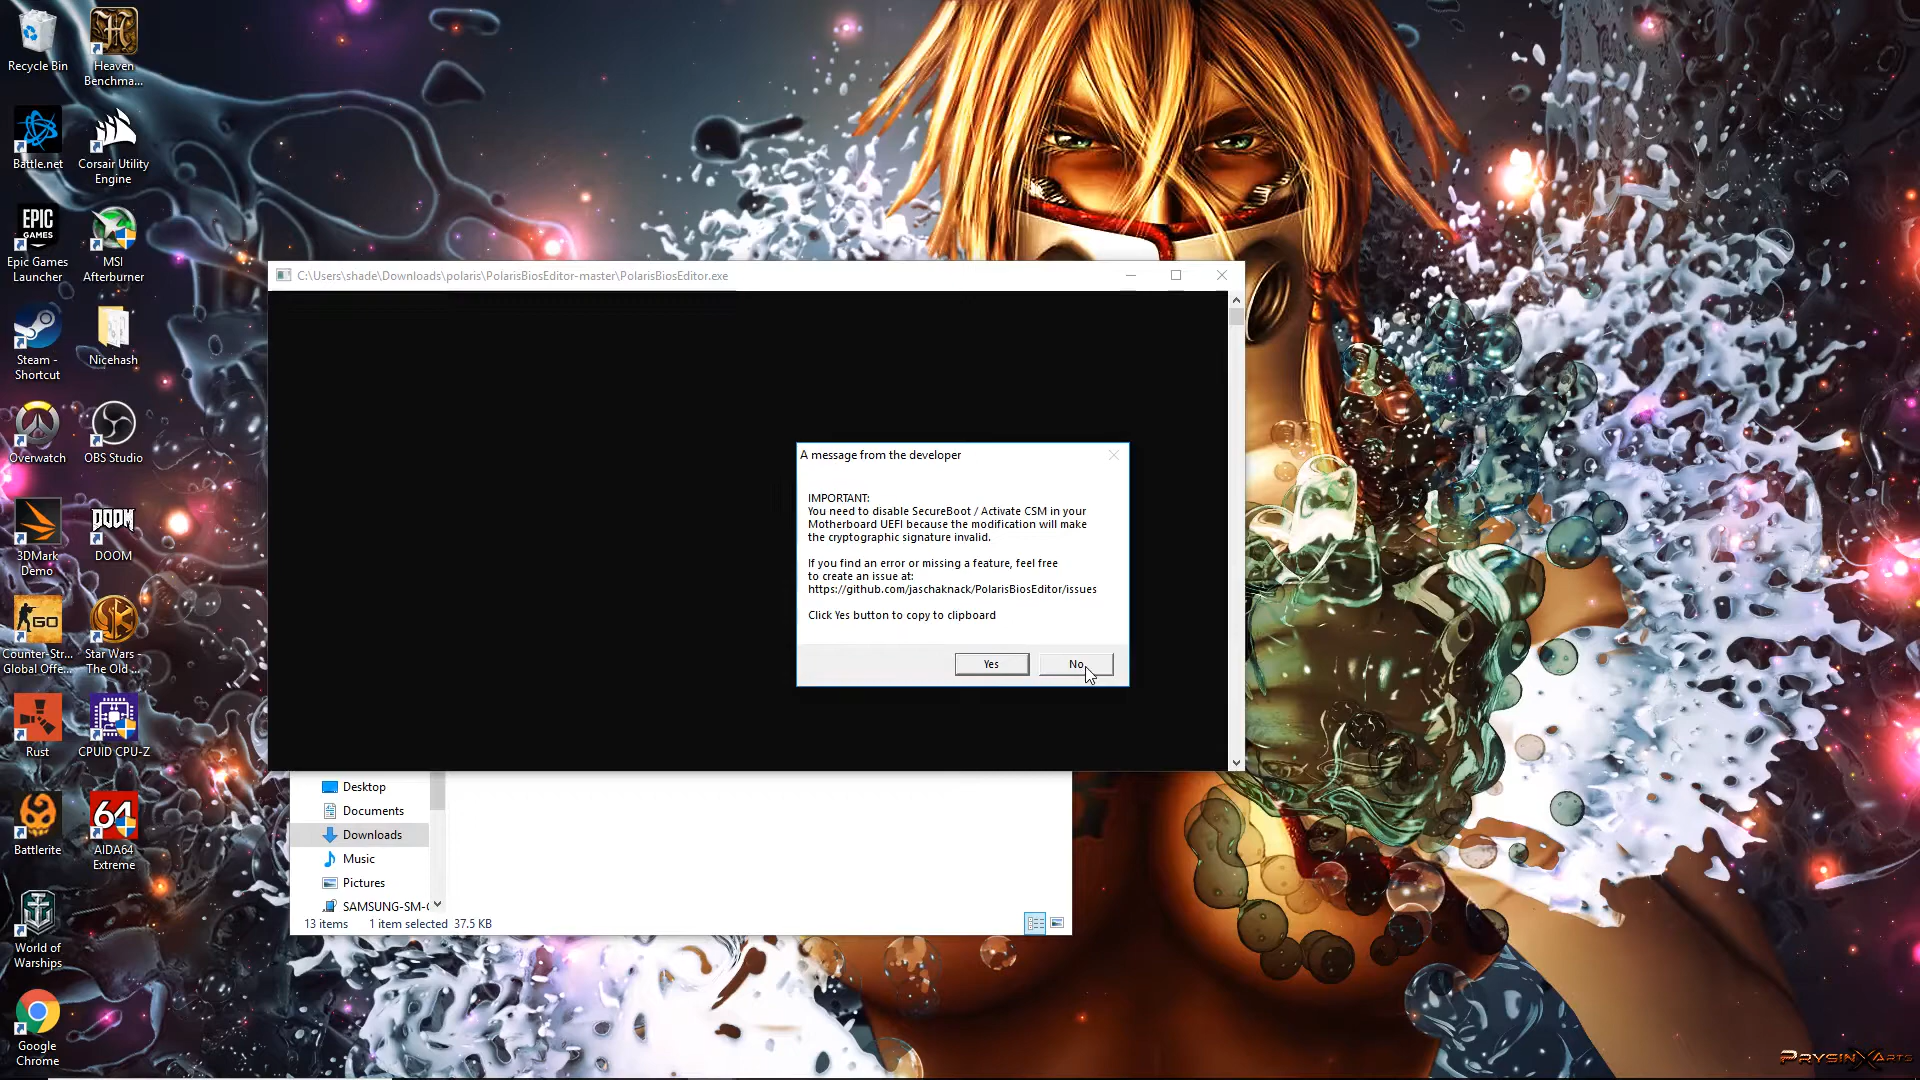 Recycle Bin
Heaven
Benchma...
Battle.net
Corsair Utility
Engine
EPIC
GAMES
Epic Games
Launcher
MSI
Afterburner
Steam -
Shortcut
Nicehash
Overwatch
OBS Studio
3DMark
Demo
DOOM
DOOM
GO
Counter-Str...
Global Offe...
Star Wars -
The Old ...
Rust
CPUID CPU-Z
Battlerite
64
AIDA64
Extreme
World of
Warships
Google
Chrome
C:\Users\shade\Downloads\polaris\PolarisBiosEditor-master\PolarisBiosEditor.exe
A message from the developer
IMPORTANT:
You need to disable SecureBoot / Activate CSM in your
Motherboard UEFI because the modification will make
the cryptographic signature invalid.
If you find an error or missing a feature, feel free
to create an issue at:
https://github.com/jaschaknack/PolarisBiosEditor/issues
Click Yes button to copy to clipboard
Yes
No
Desktop
Documents
Downloads
Music
Pictures
SAMSUNG-SM-
13 items
1 item selected 37.5 KB
PRYSINXARTS